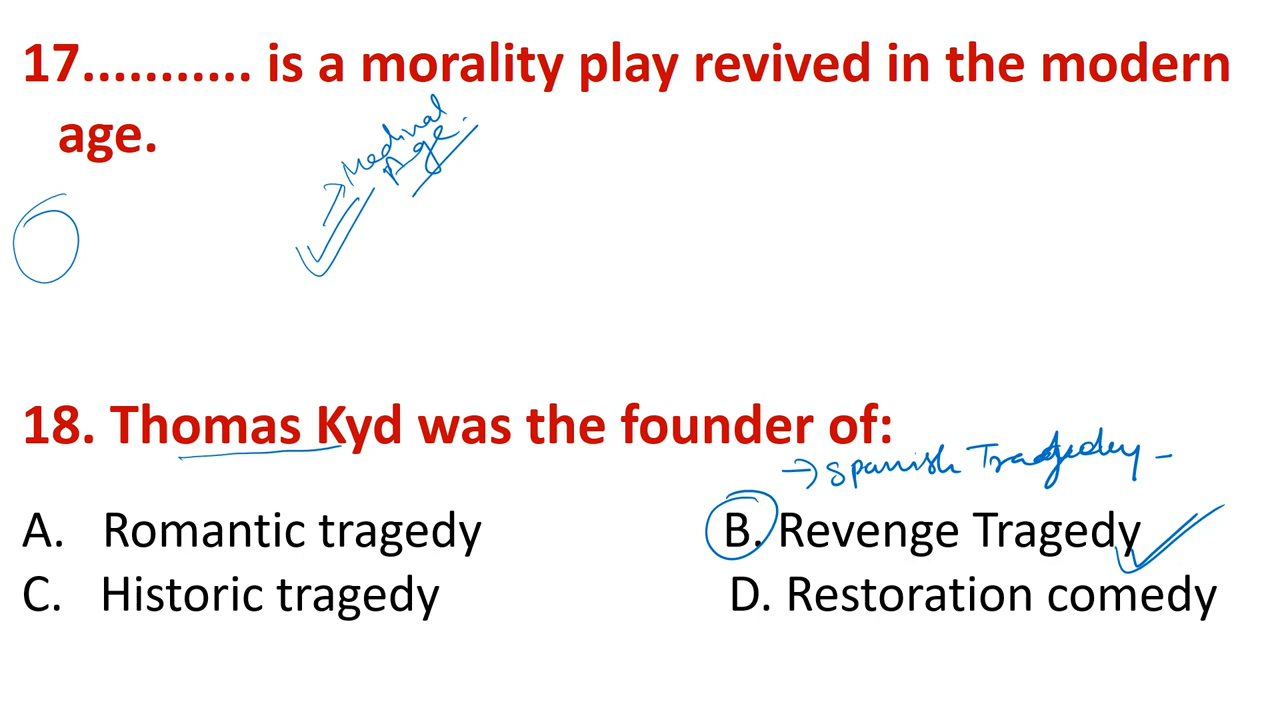 17........... is a morality play revived in the modern
age.
→ Medival
Age.
18. Thomas Kyd was the founder of:
→ Spanish Tragedy -
A. Romantic tragedy B. Revenge Tragedy
C. Historic tragedy D. Restoration comedy